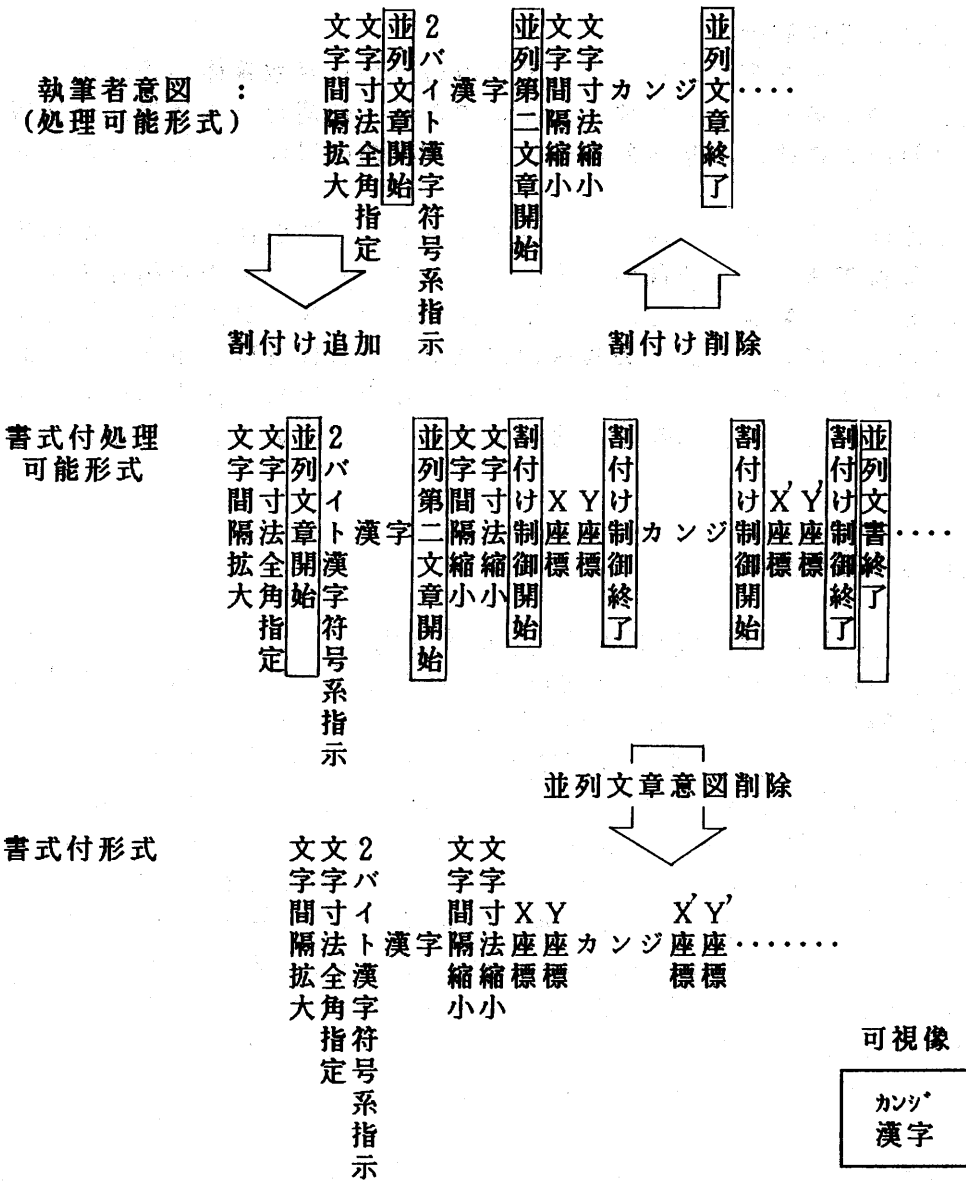 執筆者意図 :
(処理可能形式)
文字間隔拡大
文字寸法全角指定
並列文章開始
2バイト漢字符号系指示
漢字
並列第二文章開始
文字間隔縮小
文字寸法縮小
カンジ
並列文章終了
····
割付け追加
割付け削除
書式付処理
可能形式
文字間隔拡大
文字寸法全角指定
並列文章開始
2バイト漢字符号系指示
漢字
並列第二文章開始
文字間隔縮小
文字寸法縮小
割付け制御開始
X座標
Y座標
割付け制御終了
カンジ
割付け制御開始
X'座標
Y'座標
割付け制御終了
並列文書終了
····
並列文章意図削除
書式付形式
文字間隔拡大
文字寸法全角指定
2バイト漢字符号系指示
漢字
文字間隔縮小
文字寸法縮小
X座標
Y座標
カンジ
X'座標
Y'座標
·······
可視像
カンジ
漢字